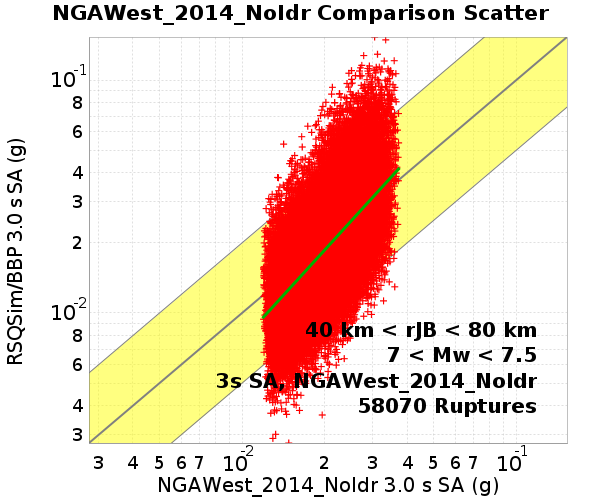 NGAWest_2014_NoIdr Comparison Scatter
RSQSim/BBP 3.0 s SA (g)
10-1
8
6
4
3
2
10-2
8
6
4
3
40 km < rJB < 80 km
7 < Mw < 7.5
3s SA, NGAWest_2014_NoIdr
58070 Ruptures
3 4 5 6 7 10-2 2 3 4 5 6 7 10-1
NGAWest_2014_NoIdr 3.0 s SA (g)